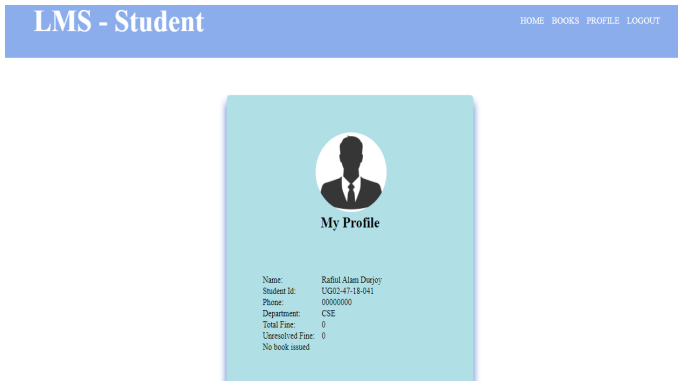 LMS - Student
HOME BOOKS PROFILE LOGOUT
My Profile
Name: Rafiul Alam Durjoy
Student Id: UG02-47-18-041
Phone: 00000000
Department: CSE
Total Fine: 0
Unresolved Fine: 0
No book issued